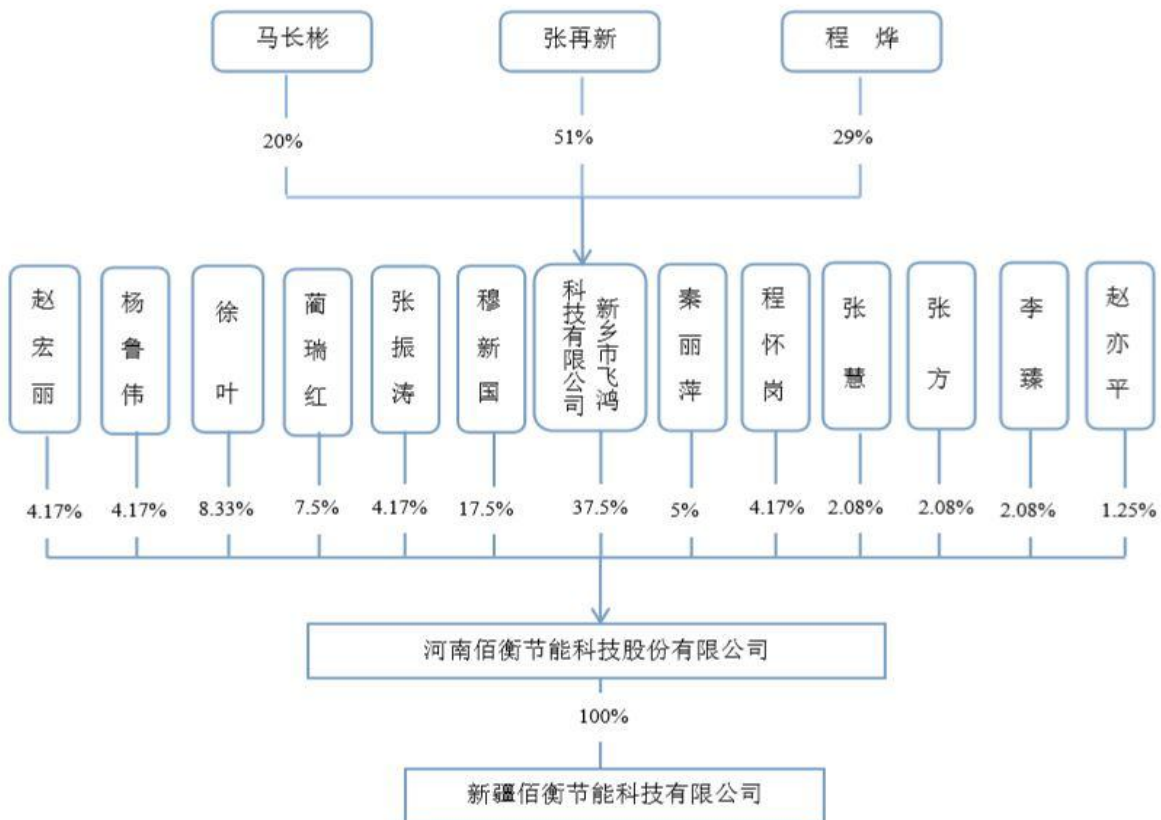 马长彬
张再新
程 烨
20%
51%
29%
赵宏丽
杨鲁伟
徐叶
蔺瑞红
张振涛
穆新国
新乡市飞鸿
科技有限公司
秦丽萍
程怀岗
张慧
张方
李臻
赵亦平
4.17%
4.17%
8.33%
7.5%
4.17%
17.5%
37.5%
5%
4.17%
2.08%
2.08%
2.08%
1.25%
河南佰衡节能科技股份有限公司
100%
新疆佰衡节能科技有限公司